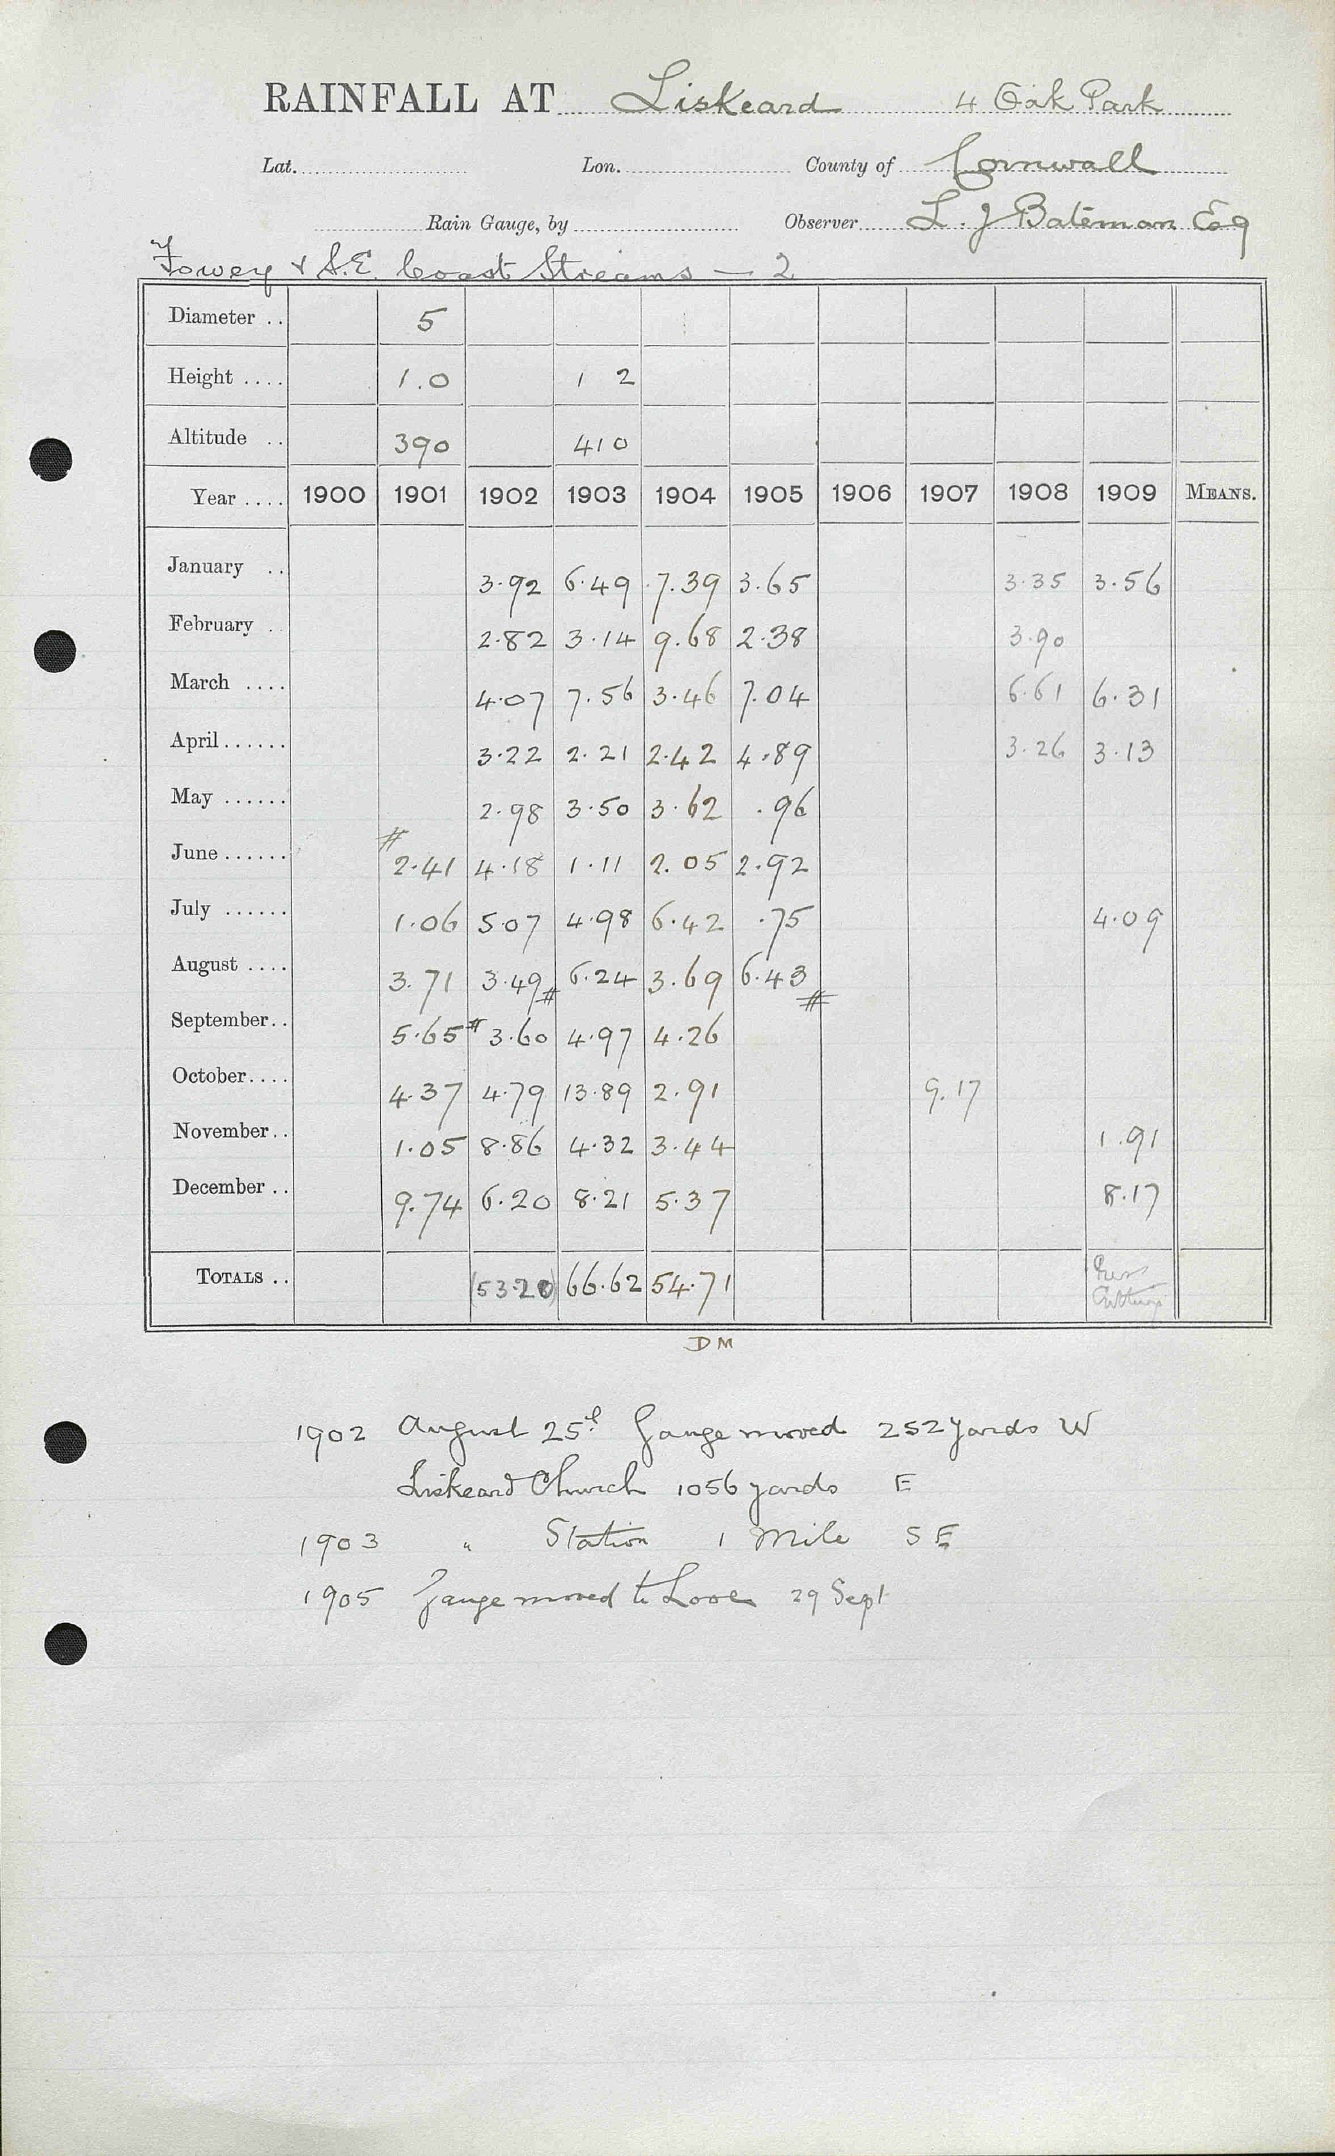 RAINFALL AT Liskeard 4 Oak Park
Lat. Lon. County of Cornwall
Rain Gauge, by Observer L. J Bateman Esq
Fowey & S.E. Coast Streams — 2
Diameter .. 5
Height .... 1.0 1 2
Altitude .. 390 410
Year .... 1900 1901 1902 1903 1904 1905 1906 1907 1908 1909 MEANS.
January .. 3.92 6.49 7.39 3.65 3.35 3.56
February .. 2.82 3.14 9.68 2.38 3.90
March .... 4.07 7.56 3.46 7.04 6.61 6.31
April ...... 3.22 2.21 2.42 4.89 3.26 3.13
May ...... 2.98 3.50 3.62 .96
June ...... # 2.41 4.18 1.11 2.05 2.92
July ...... 1.06 5.07 4.98 6.42 .75 4.09
August .... 3.71 3.49 # 6.24 3.69 6.43 #
September .. 5.65 # 3.60 4.97 4.26
October .... 4.37 4.79 13.89 2.91 9.17
November .. 1.05 8.86 4.32 3.44 1.91
December .. 9.74 6.20 8.21 5.37 8.17
TOTALS .. (53.20) 66.62 54.71
DM
1902 August 25th Gauge moved 252 yards W
Liskeard Church 1056 yards E
1903 " Station 1 Mile S E
1905 Gauge moved to Looe 29 Sept